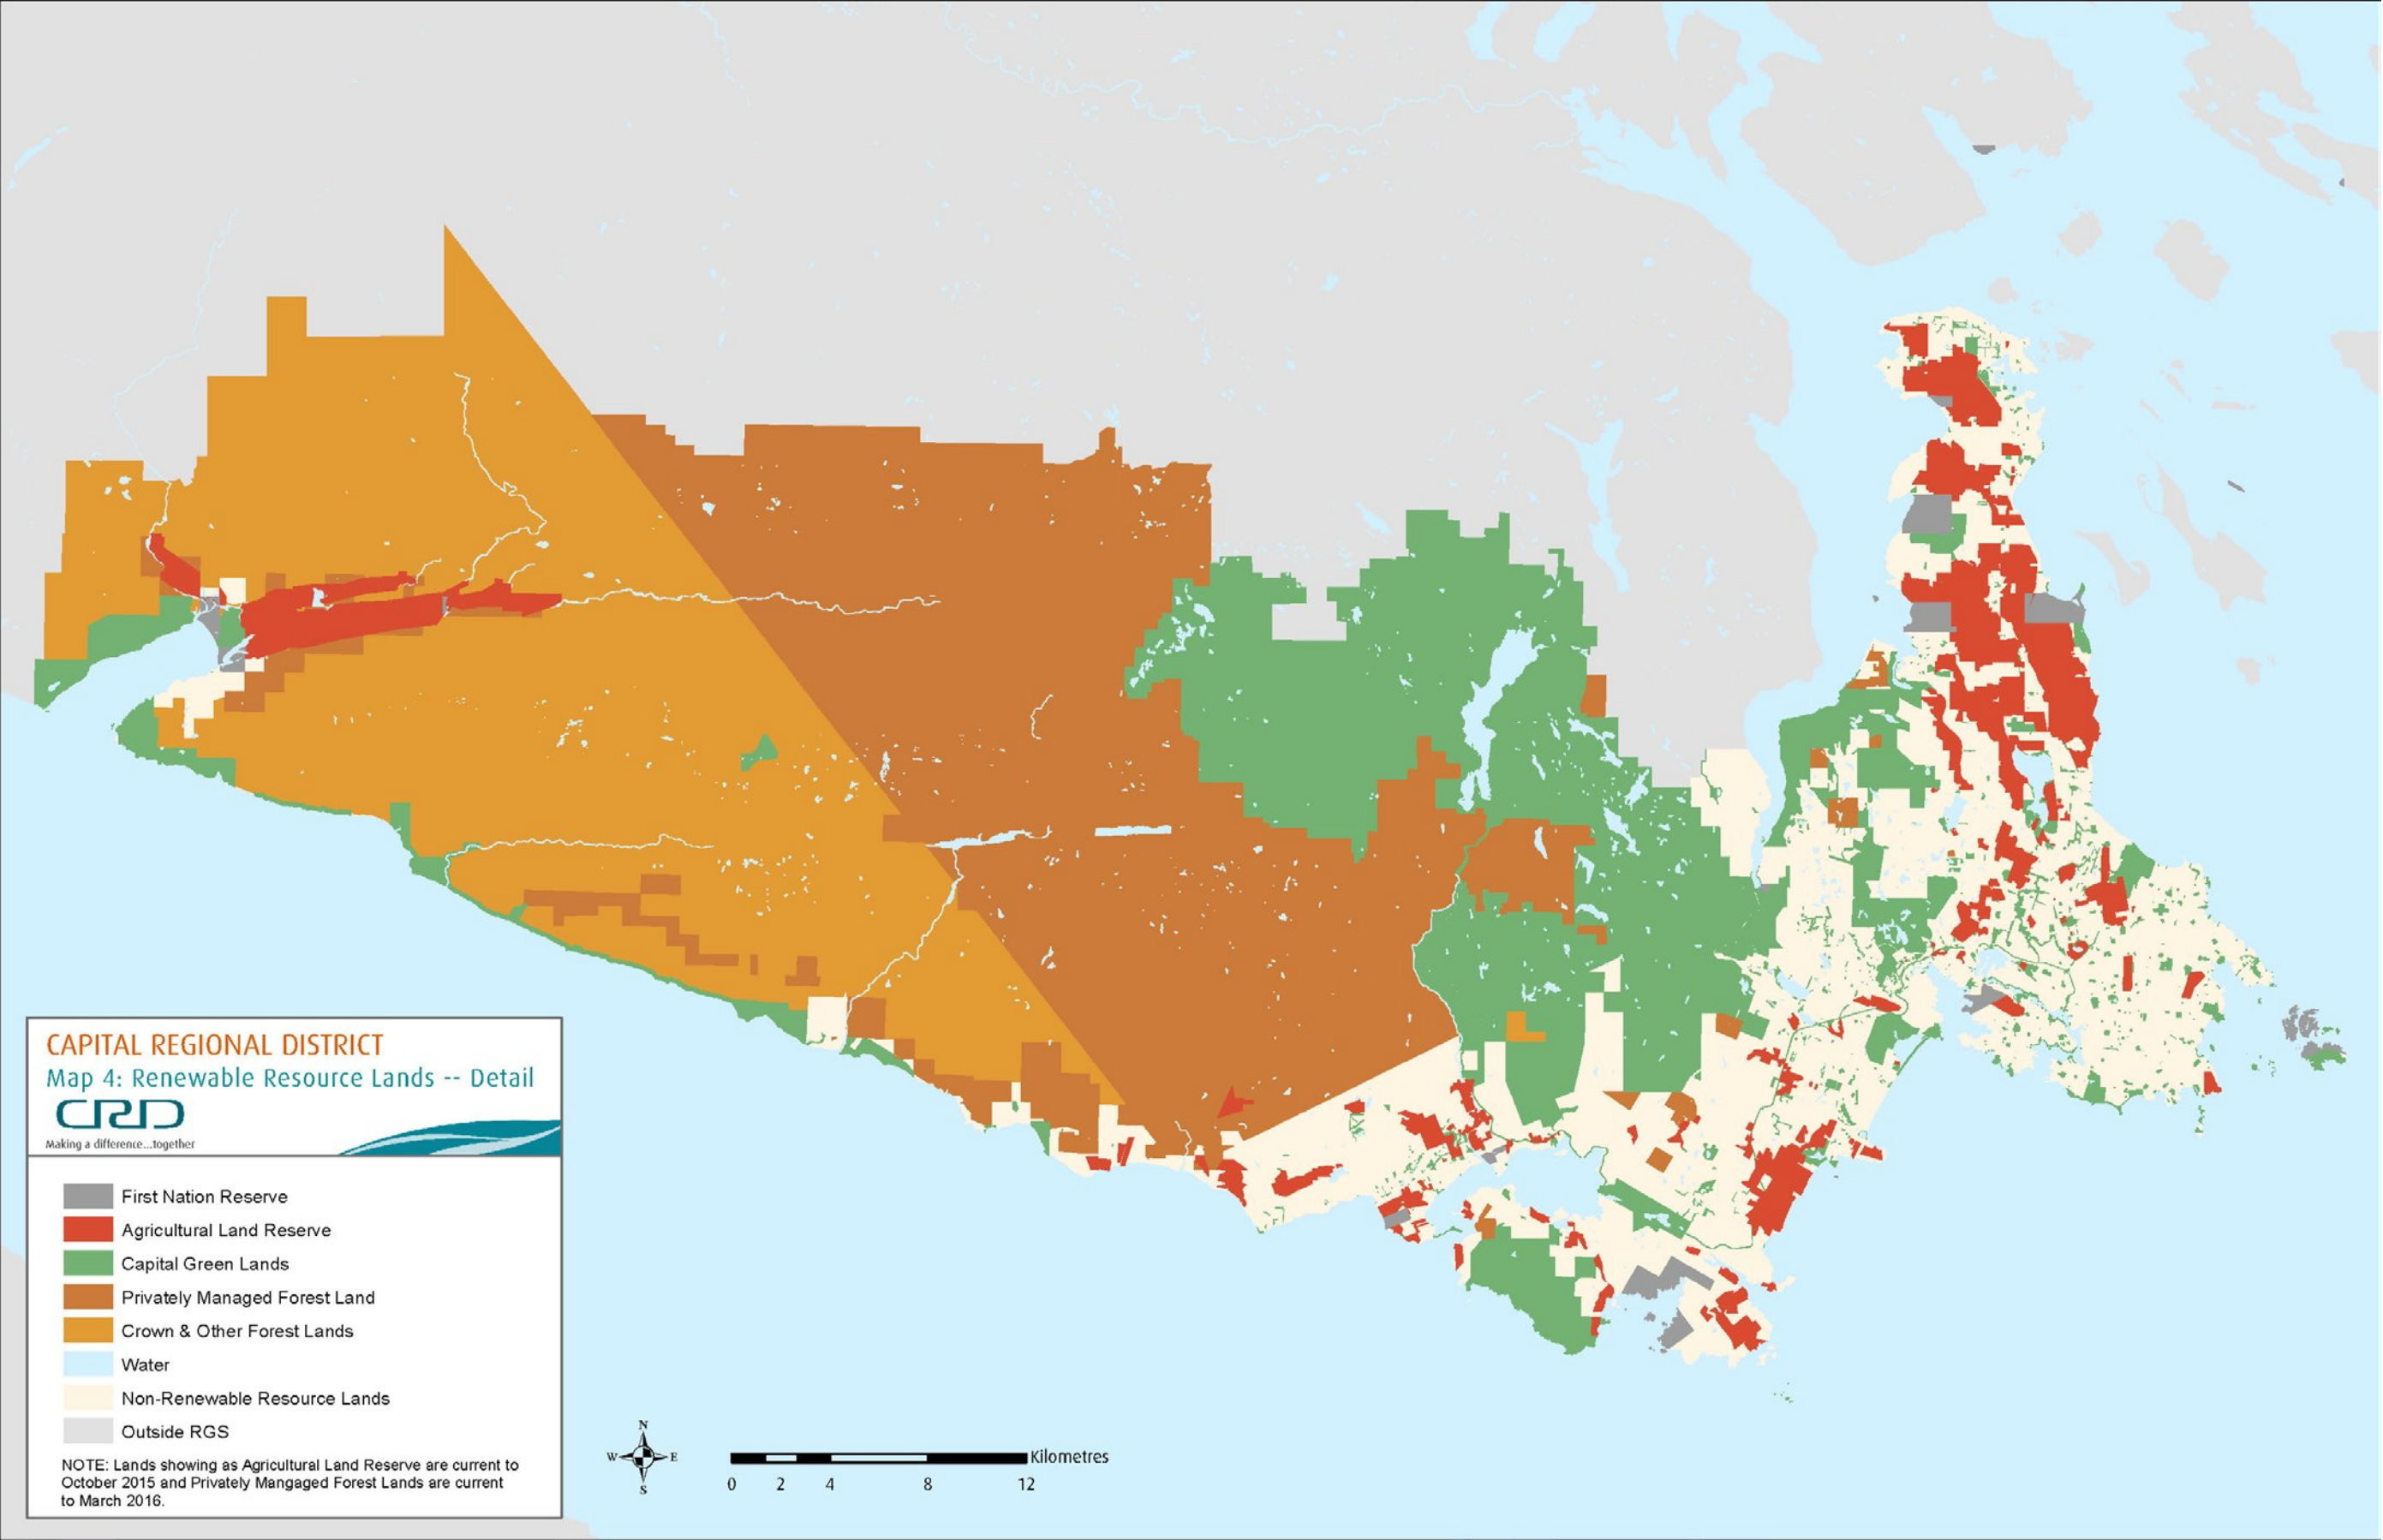 CAPITAL REGIONAL DISTRICT
Map 4: Renewable Resource Lands -- Detail
CRD
Making a difference...together
First Nation Reserve
Agricultural Land Reserve
Capital Green Lands
Privately Managed Forest Land
Crown & Other Forest Lands
Water
Non-Renewable Resource Lands
Outside RGS
NOTE: Lands showing as Agricultural Land Reserve are current to
October 2015 and Privately Mangaged Forest Lands are current
to March 2016.
N
W E
S
Kilometres
0 2 4 8 12